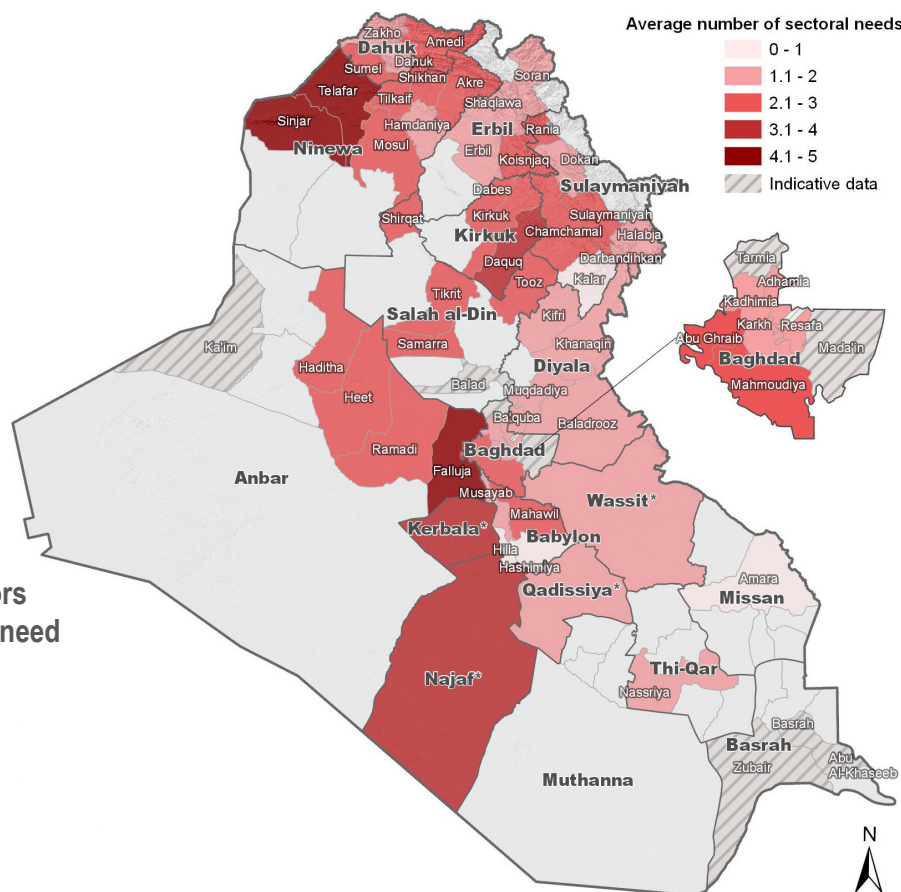 Average number of sectoral needs
0 - 1
1.1 - 2
2.1 - 3
3.1 - 4
4.1 - 5
Indicative data
Zakho
Dahuk
Amedi
Dahuk
Sumel
Shikhan
Akre
Soran
Telafar
Tilkaif
Shaqlawa
Sinjar
Hamdaniya
Erbil
Rania
Ninewa
Mosul
Erbil
Koisnjaq
Dokan
Dabes
Sulaymaniyah
Shirqat
Kirkuk
Sulaymaniyah
Kirkuk
Chamchamal
Halabja
Daquq
Darbandihkan
Tooz
Kalar
Tikrit
Salah al-Din
Kifri
Samarra
Khanaqin
Ka'im
Haditha
Diyala
Balad
Muqdadiya
Heet
Ba'quba
Baladrooz
Ramadi
Baghdad
Anbar
Falluja
Musayab
Wassit*
Kerbala*
Mahawil
Babylon
Hilla
Hashimiya
Amara
Missan
Qadissiya*
Najaf*
Thi-Qar
Nassriya
Basrah
Basrah
Zubair
Abu
Al-Khaseeb
Muthanna
Tarmia
Adhamia
Kadhimia
Karkh
Resafa
Abu Ghraib
Baghdad
Mada'in
Mahmoudiya
ors
need
N